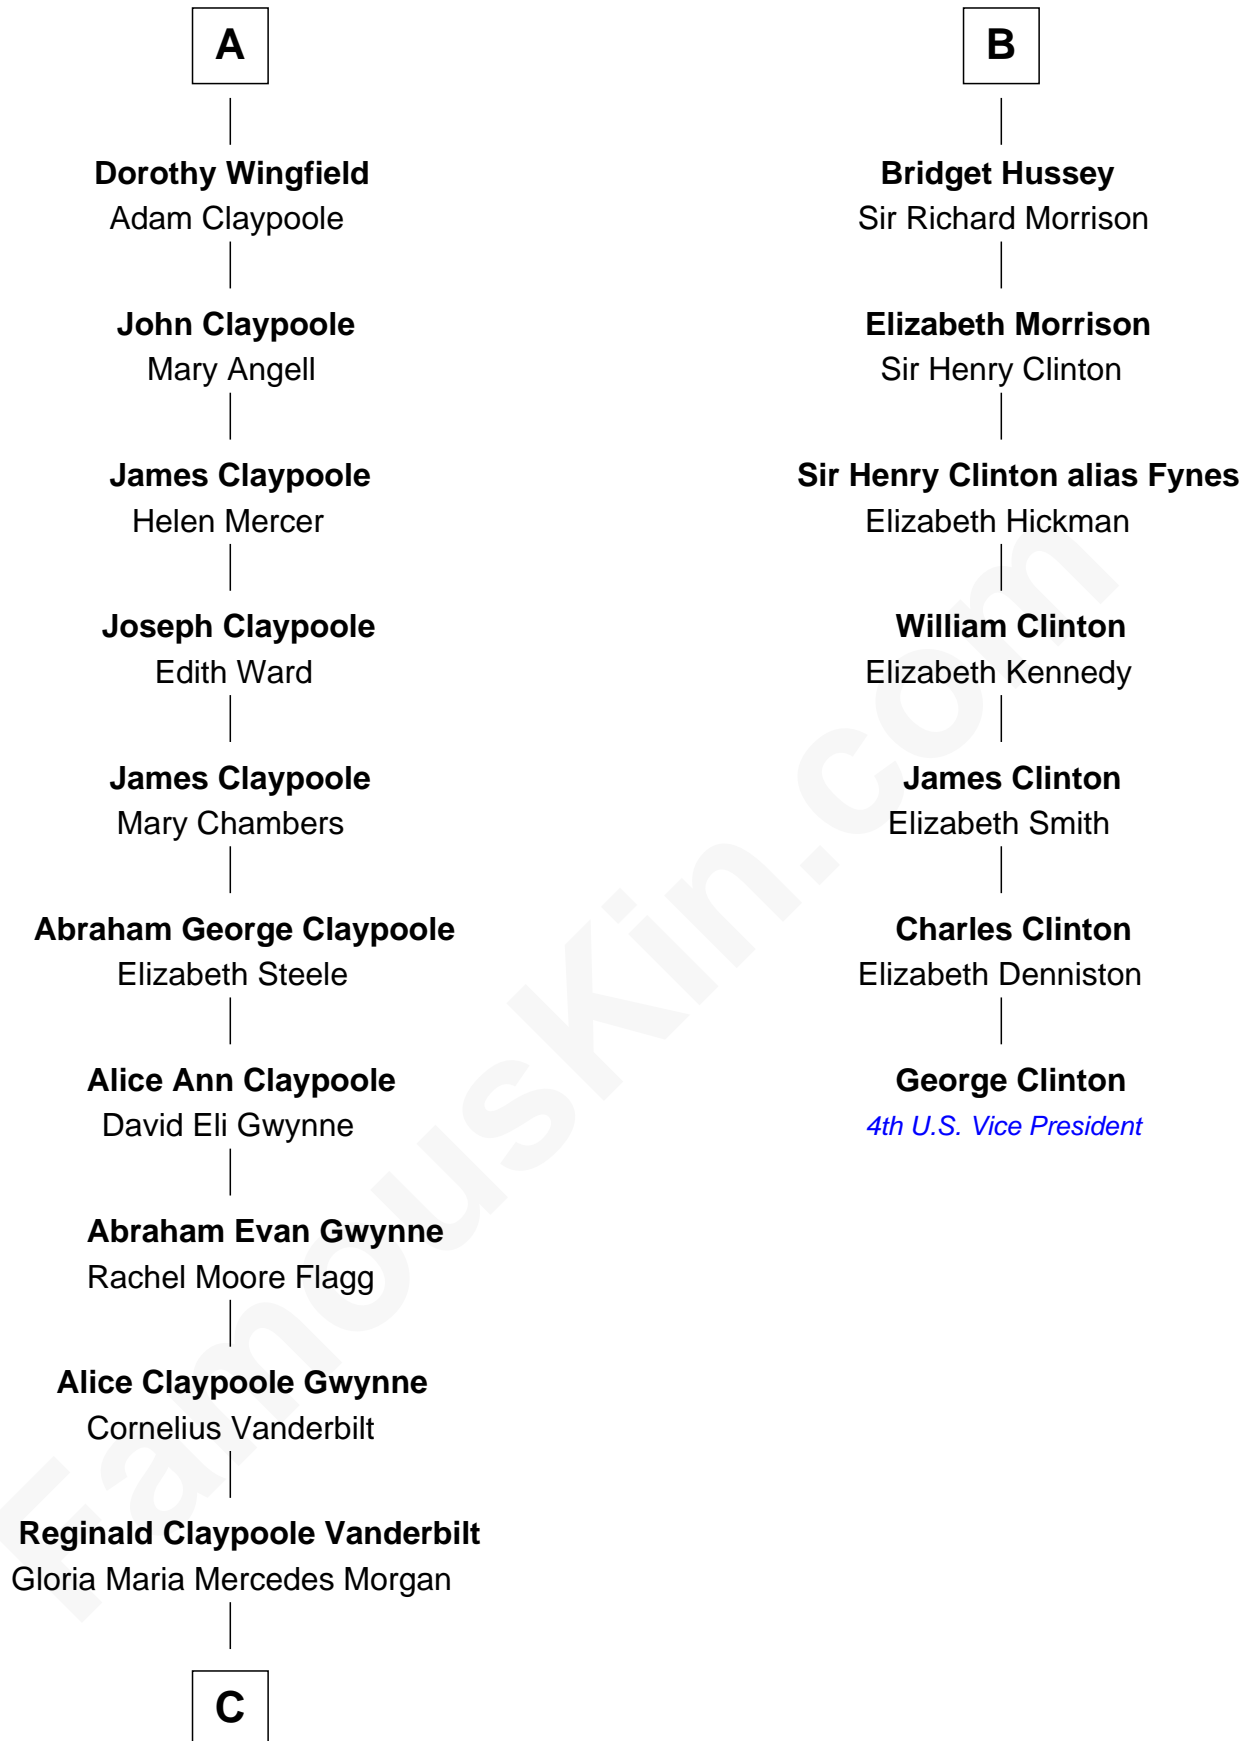 A
Dorothy Wingfield
Adam Claypoole
John Claypoole
Mary Angell
James Claypoole
Helen Mercer
Joseph Claypoole
Edith Ward
James Claypoole
Mary Chambers
Abraham George Claypoole
Elizabeth Steele
Alice Ann Claypoole
David Eli Gwynne
Abraham Evan Gwynne
Rachel Moore Flagg
Alice Claypoole Gwynne
Cornelius Vanderbilt
Reginald Claypoole Vanderbilt
Gloria Maria Mercedes Morgan
C
B
Bridget Hussey
Sir Richard Morrison
Elizabeth Morrison
Sir Henry Clinton
Sir Henry Clinton alias Fynes
Elizabeth Hickman
William Clinton
Elizabeth Kennedy
James Clinton
Elizabeth Smith
Charles Clinton
Elizabeth Denniston
George Clinton
4th U.S. Vice President
FamousKin.com